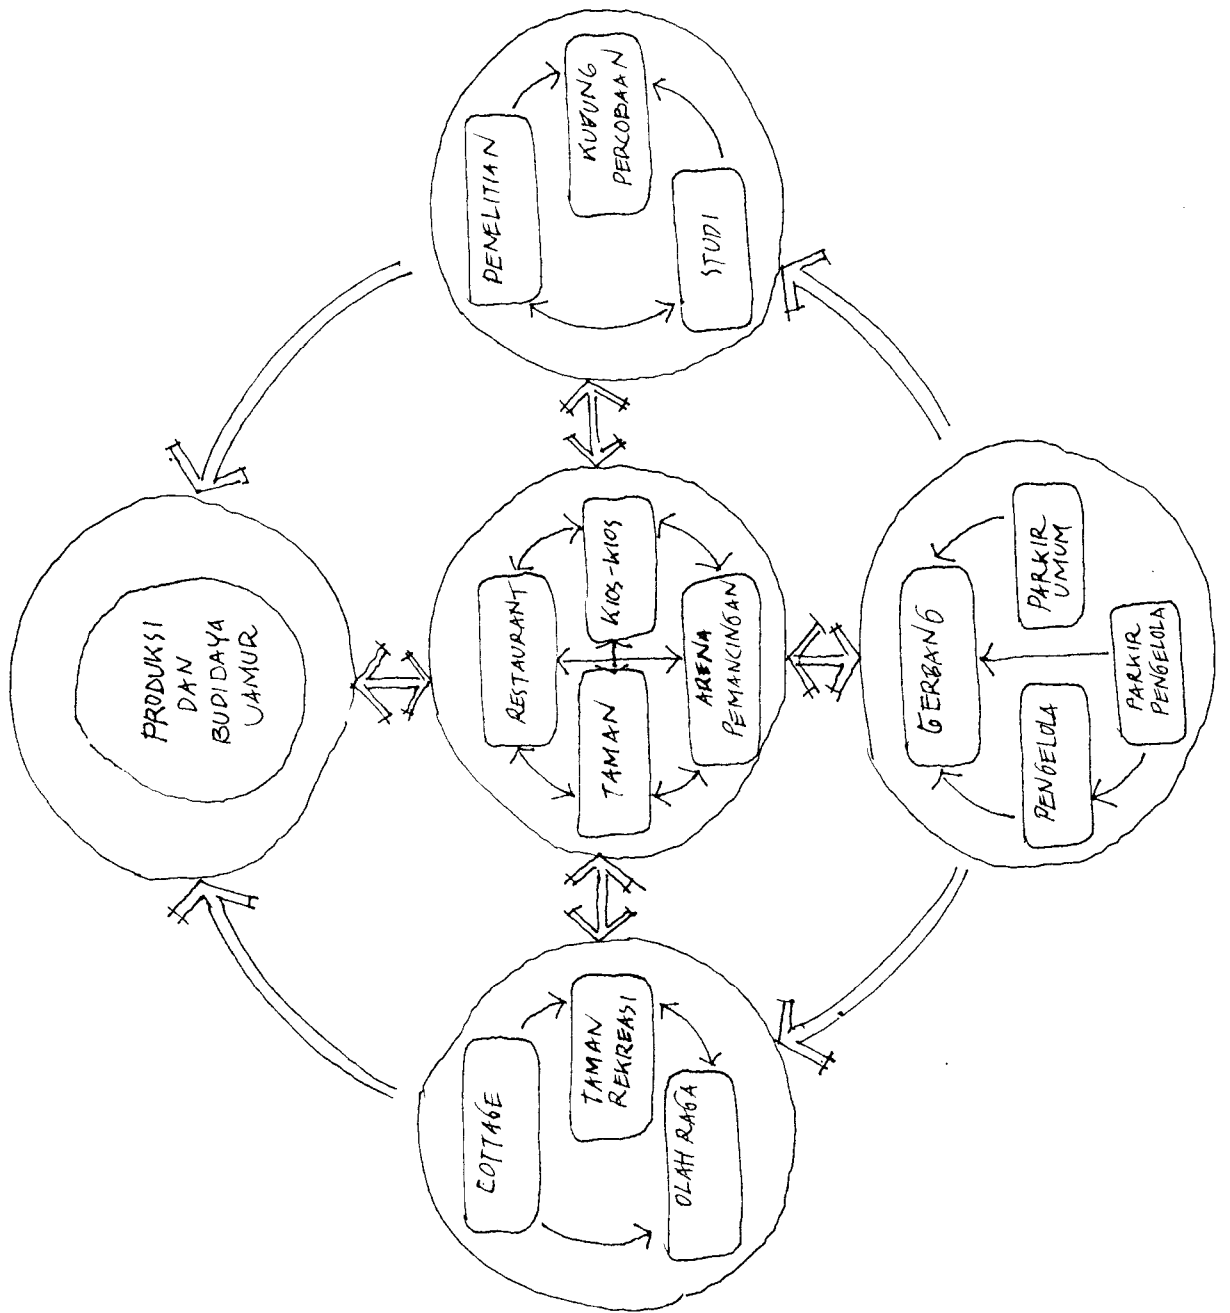 PRODUKSI
DAN
BUDIDAYA
JAMUR
COTTAGE
TAMAN
REKREASI
OLAH RAGA
RESTAURANT
TAMAN
KIOS-KIOS
ARENA
PEMANCINGAN
PENELITIAN
KUBUNG
PERCOBAAN
STUDI
GERBANG
PENGELOLA
PARKIR
UMUM
PARKIR
PENGELOLA